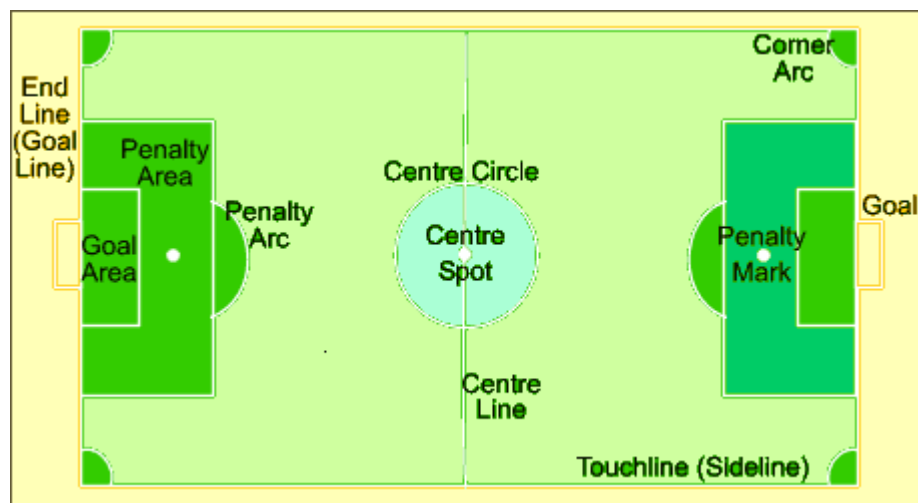 Corner
Arc
End
Line
(Goal
Line)
Penalty
Area
Centre Circle
Penalty
Arc
Goal
Goal
Area
Centre
Spot
Penalty
Mark
Centre
Line
Touchline (Sideline)